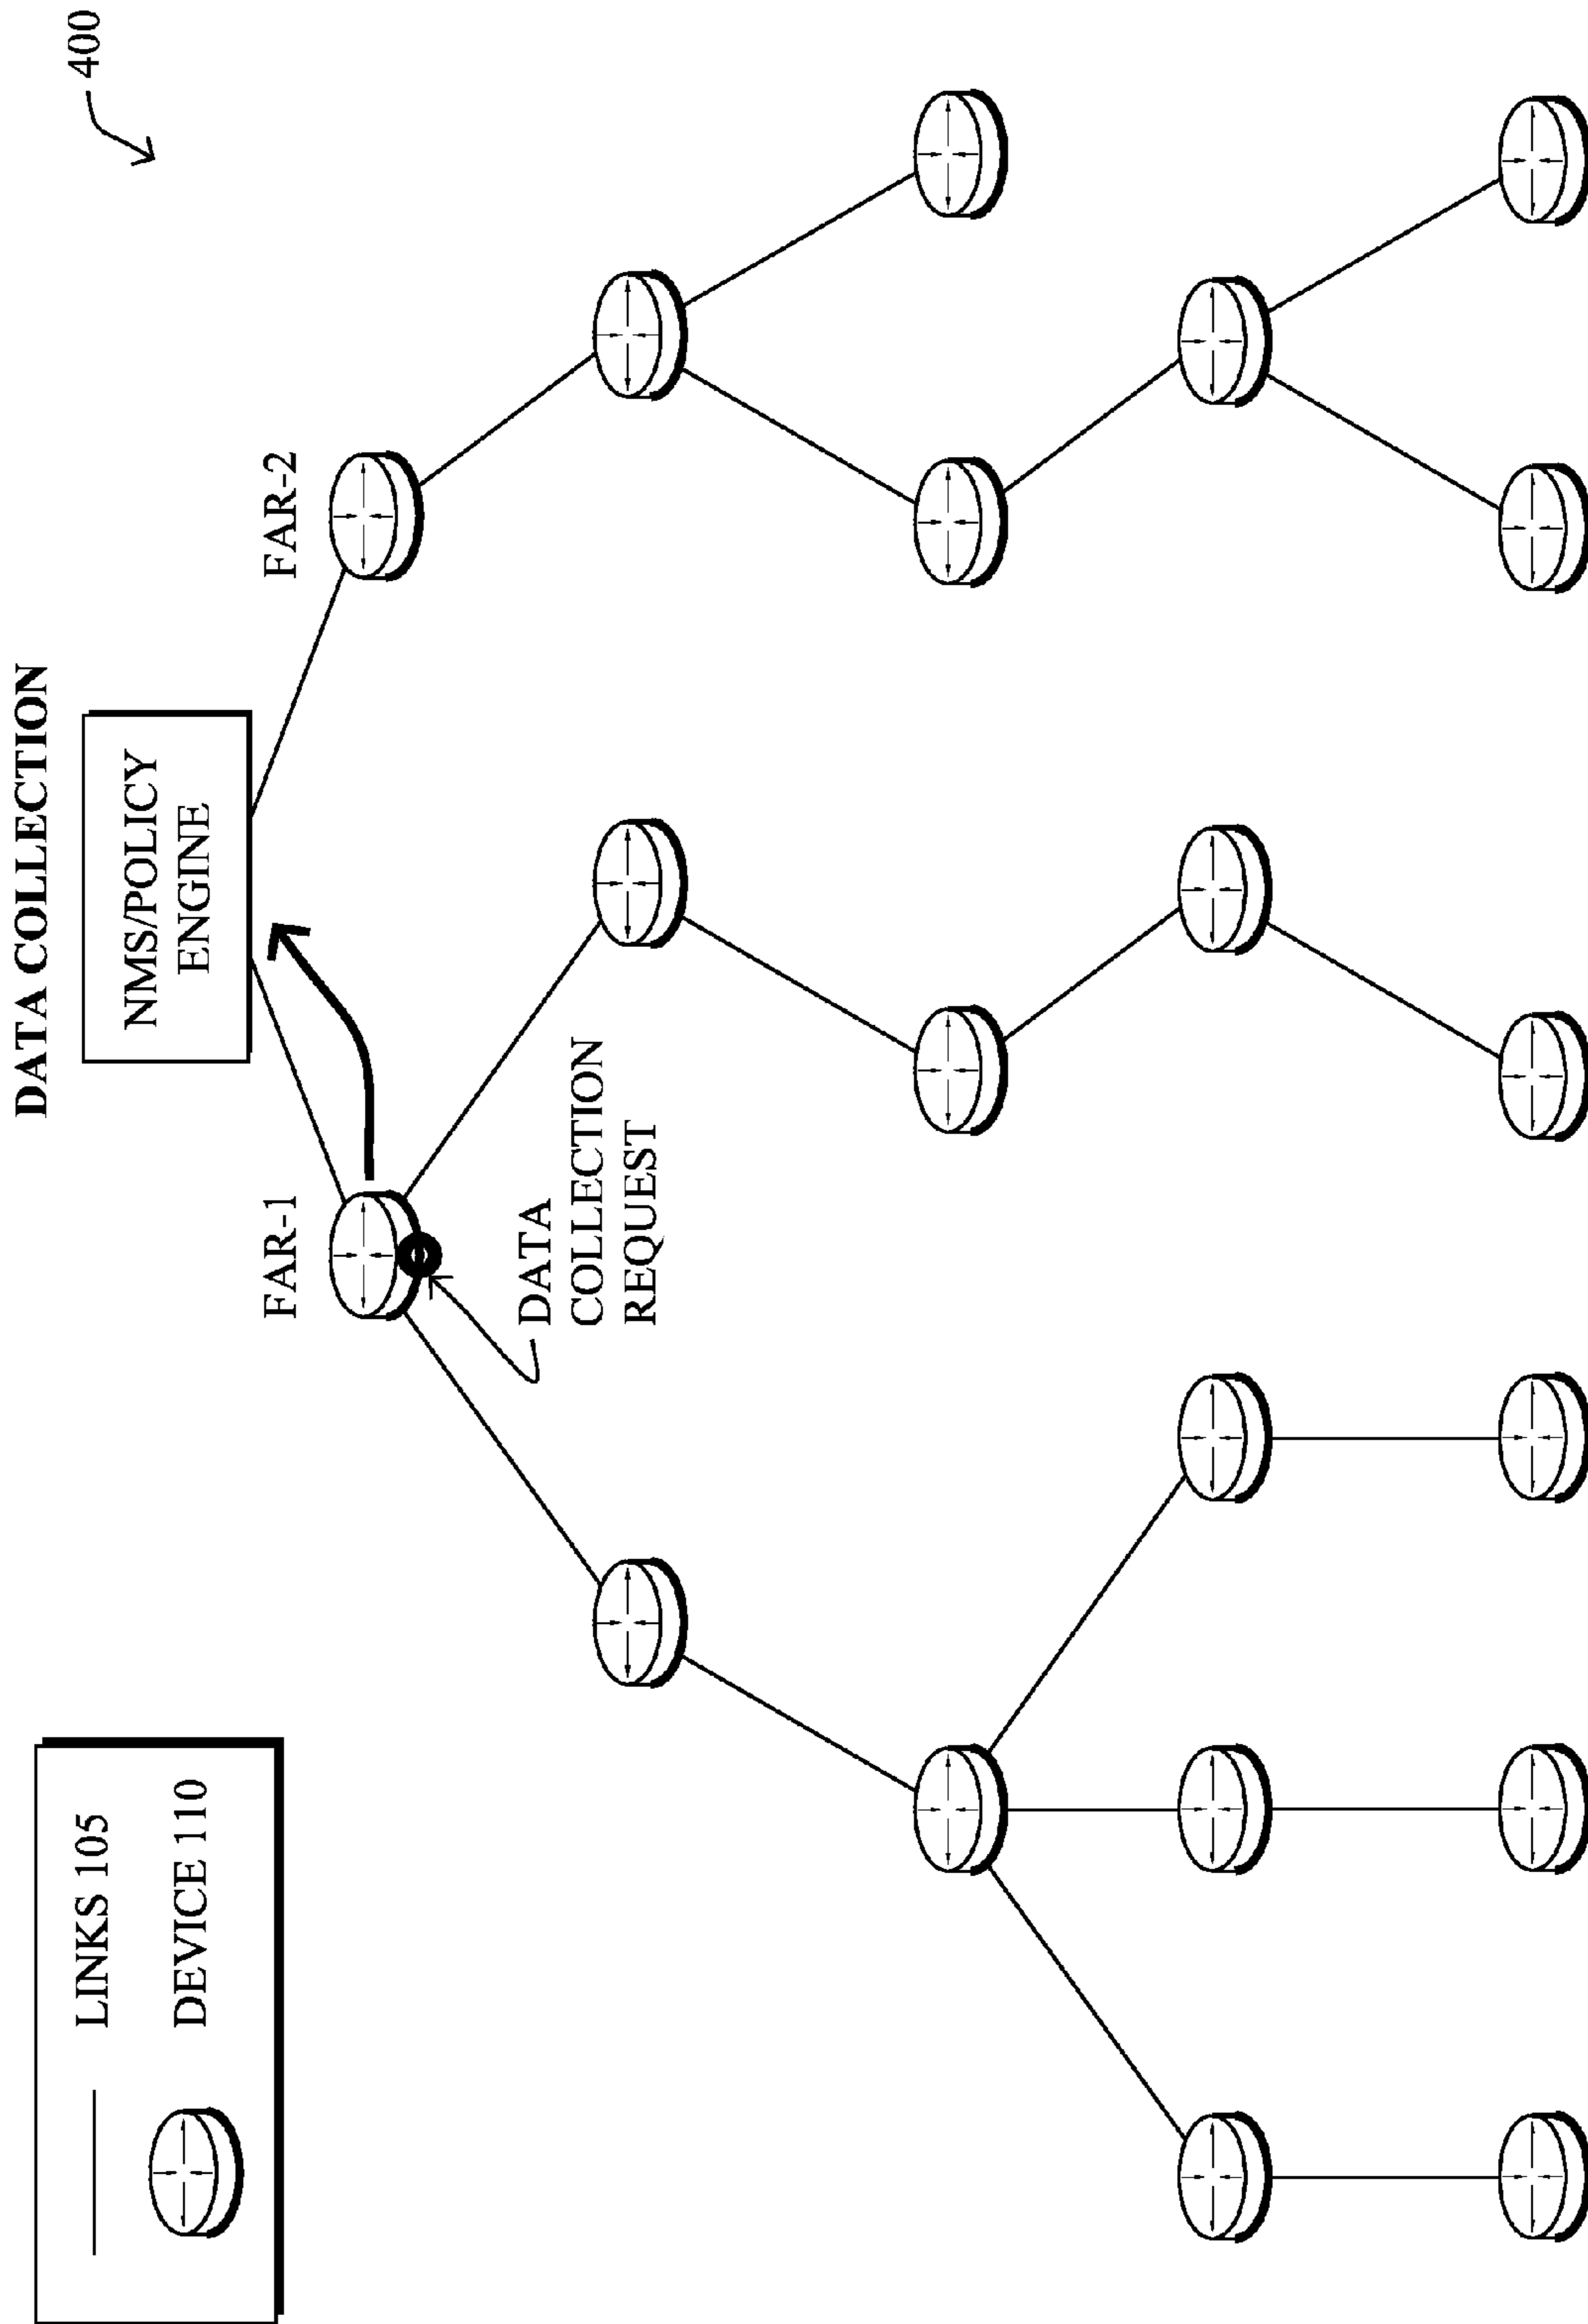 DATA COLLECTION
400
LINKS 105
DEVICE 110
NMS/POLICY
ENGINE
FAR-1
FAR-2
DATA
COLLECTION
REQUEST